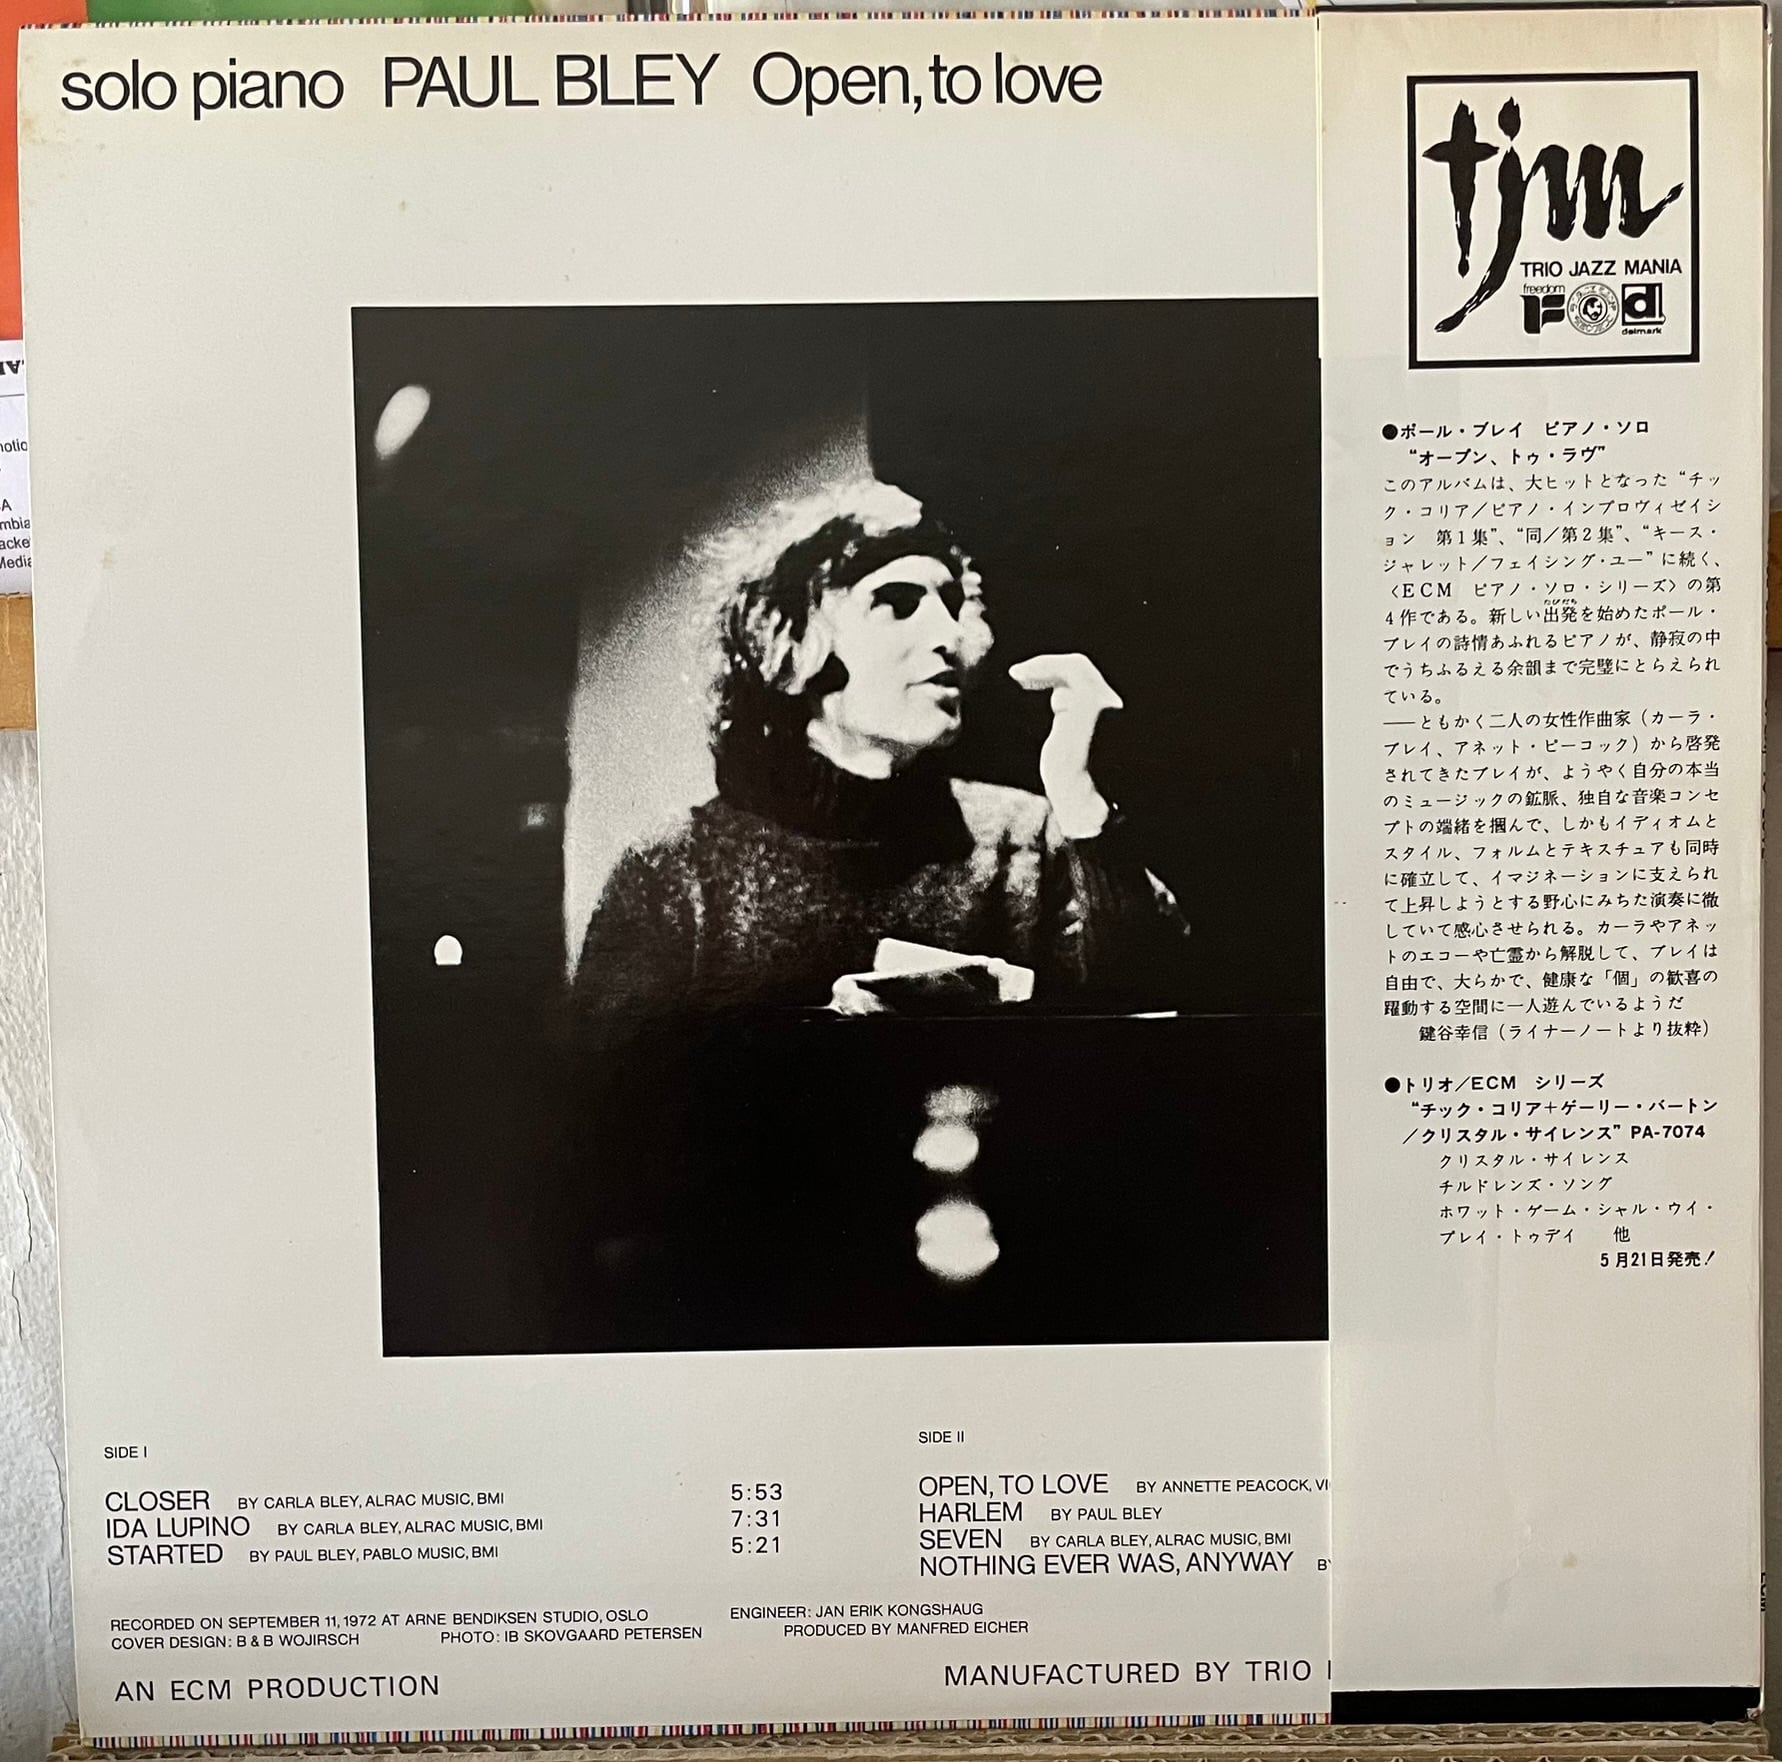 solo piano PAUL BLEY Open, to love
tjm
TRIO JAZZ MANIA
freedom
d
delmark
●ポール・ブレイ ピアノ・ソロ
“オープン、トゥ・ラヴ”
このアルバムは、大ヒットとなった“チッ
ク・コリア／ピアノ・インプロヴィゼイシ
ョン 第1集”、“同／第2集”、“キース・
ジャレット／フェイシング・ユー”に続く、
〈ECM ピアノ・ソロ・シリーズ〉の第
4作である。新しい出発を始めたポール・
ブレイの詩情あふれるピアノが、静寂の中
でうちふるえる余韻まで完璧にとらえられ
ている。
——ともかく二人の女性作曲家（カーラ・
ブレイ、アネット・ピーコック）から啓発
されてきたブレイが、ようやく自分の本当
のミュージックの鉱脈、独自な音楽コンセ
プトの端緒を摑んで、しかもイディオムと
スタイル、フォルムとテキスチュアも同時
に確立して、イマジネーションに支えられ
て上昇しようとする野心にみちた演奏に徹
していて感心させられる。カーラやアネッ
トのエコーや亡霊から解脱して、ブレイは
自由で、大らかで、健康な「個」の歓喜の
躍動する空間に一人遊んでいるようだ
鍵谷幸信（ライナーノートより抜粋）
●トリオ／ECM シリーズ
“チック・コリア＋ゲーリー・バートン
／クリスタル・サイレンス” PA-7074
クリスタル・サイレンス
チルドレンズ・ソング
ホワット・ゲーム・シャル・ウイ・
プレイ・トゥデイ 他
5月21日発売！
SIDE I
CLOSER BY CARLA BLEY, ALRAC MUSIC, BMI 5:53
IDA LUPINO BY CARLA BLEY, ALRAC MUSIC, BMI 7:31
STARTED BY PAUL BLEY, PABLO MUSIC, BMI 5:21
SIDE II
OPEN, TO LOVE BY ANNETTE PEACOCK, VI
HARLEM BY PAUL BLEY
SEVEN BY CARLA BLEY, ALRAC MUSIC, BMI
NOTHING EVER WAS, ANYWAY B
RECORDED ON SEPTEMBER 11, 1972 AT ARNE BENDIKSEN STUDIO, OSLO ENGINEER: JAN ERIK KONGSHAUG
COVER DESIGN: B & B WOJIRSCH PHOTO: IB SKOVGAARD PETERSEN PRODUCED BY MANFRED EICHER
AN ECM PRODUCTION MANUFACTURED BY TRIO